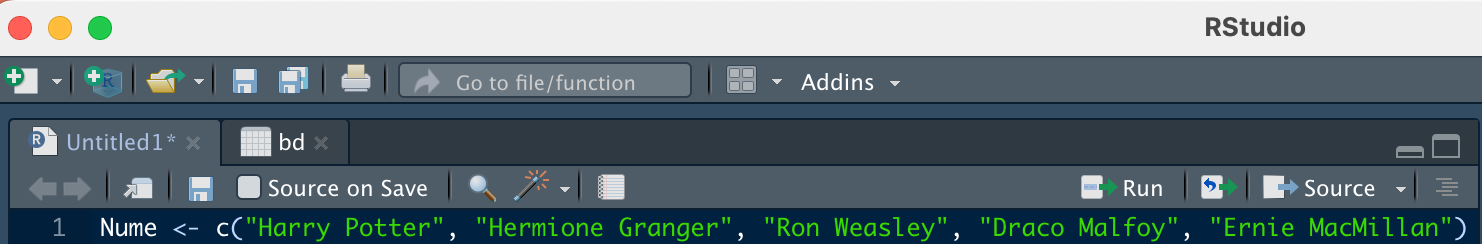 RStudio
Go to file/function Addins
Untitled1* bd
Source on Save Run Source
1 Nume <- c("Harry Potter", "Hermione Granger", "Ron Weasley", "Draco Malfoy", "Ernie MacMillan")